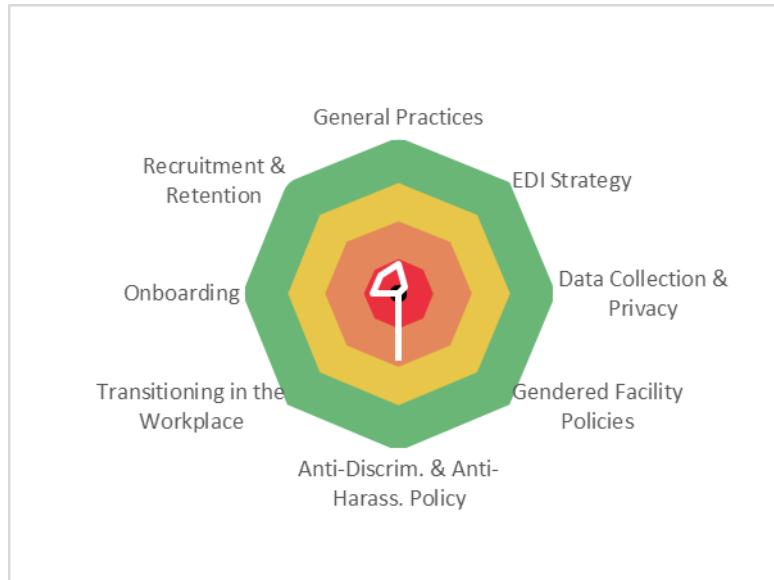 General Practices
Recruitment &
Retention
EDI Strategy
Onboarding
Data Collection &
Privacy
Transitioning in the
Workplace
Gendered Facility
Policies
Anti-Discrim. & Anti-
Harass. Policy